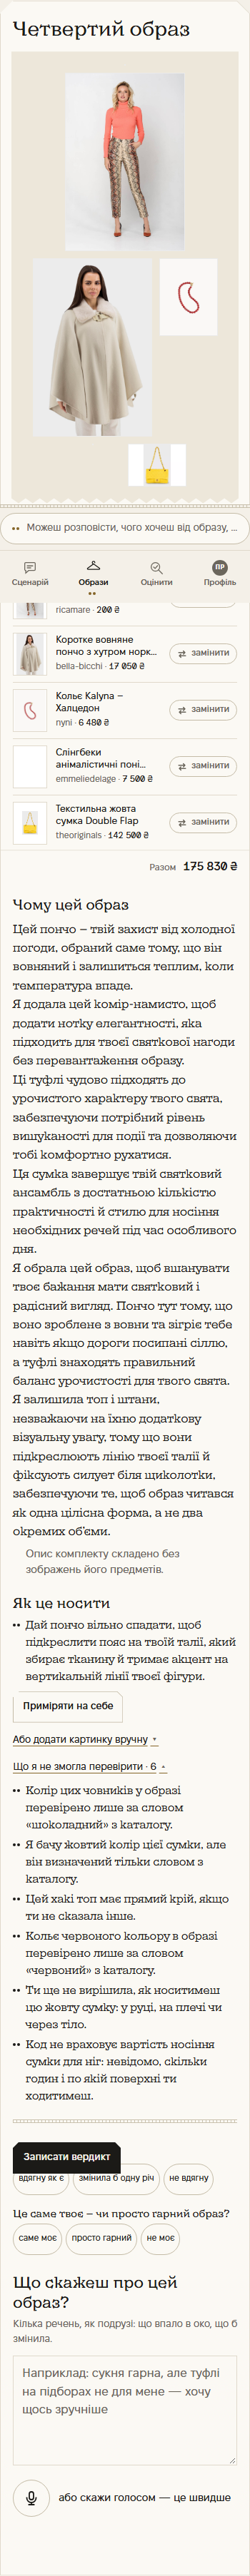 Четвертий образ
Можеш розповісти, чого хочеш від образу, ...
Сценарій
Образи
Оцінити
ПР
Профіль
ricamare · 200 ₴
Коротке вовняне
пончо з хутром норк...
bella-bicchi · 17 050 ₴
замінити
Кольє Kalyna –
Халцедон
nyni · 6 480 ₴
замінити
Слінгбеки
анімалістичні поні...
emmeliedelage · 7 500 ₴
замінити
Текстильна жовта
сумка Double Flap
theoriginals · 142 500 ₴
замінити
Разом 175 830 ₴
Чому цей образ
Цей пончо – твій захист від холодної
погоди, обраний саме тому, що він
вовняний і залишиться теплим, коли
температура впаде.
Я додала цей комір-намисто, щоб
додати нотку елегантності, яка
підходить для твоєї святкової нагоди
без перевантаження образу.
Ці туфлі чудово підходять до
урочистого характеру твого свята,
забезпечуючи потрібний рівень
вишуканості для події та дозволяючи
тобі комфортно рухатися.
Ця сумка завершує твій святковий
ансамбль з достатньою кількістю
практичності й стилю для носіння
необхідних речей під час особливого
дня.
Я обрала цей образ, щоб вшанувати
твоє бажання мати святковий і
радісний вигляд. Пончо тут тому, що
воно зроблене з вовни та зігріє тебе
навіть якщо дороги посипані сіллю,
а туфлі знаходять правильний
баланс урочистості для твого свята.
Я залишила топ і штани,
незважаючи на їхню додаткову
візуальну увагу, тому що вони
підкреслюють лінію твоєї талії й
фіксують силует біля щиколотки,
забезпечуючи те, щоб образ читався
як одна цілісна форма, а не два
окремих об'єми.
Опис комплекту складено без
зображень його предметів.
Як це носити
Дай пончо вільно спадати, щоб
підкреслити пояс на твоїй талії, який
збирає тканину й тримає акцент на
вертикальній лінії твоєї фігури.
Приміряти на себе
Або додати картинку вручну
Що я не змогла перевірити · 6
Колір цих човників у образі
перевірено лише за словом
«шоколадний» з каталогу.
Я бачу жовтий колір цієї сумки, але
він визначений тільки словом з
каталогу.
Цей хакі топ має прямий крій, якщо
ти не сказала інше.
Кольє червоного кольору в образі
перевірено лише за словом
«червоний» з каталогу.
Ти ще не вирішила, як носитимеш
цю жовту сумку: у руці, на плечі чи
через тіло.
Код не враховує вартість носіння
сумки для ніг: невідомо, скільки
годин і по якій поверхні ти
ходитимеш.
Записати вердикт
вдягну як є
змінила б одну річ
не вдягну
Це саме твоє – чи просто гарний образ?
саме моє
просто гарний
не моє
Що скажеш про цей
образ?
Кілька речень, як подрузі: що впало в око, що б
змінила.
Наприклад: сукня гарна, але туфлі
на підборах не для мене — хочу
щось зручніше
або скажи голосом — це швидше